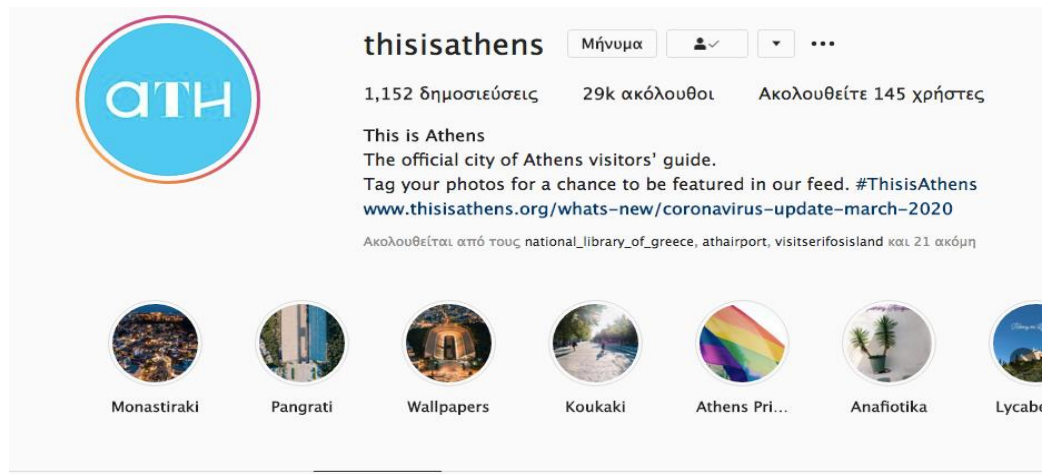 ATH
thisisathens Μήνυμα
1,152 δημοσιεύσεις 29k ακόλουθοι Ακολουθείτε 145 χρήστες
This is Athens
The official city of Athens visitors' guide.
Tag your photos for a chance to be featured in our feed. #ThisisAthens
www.thisisathens.org/whats-new/coronavirus-update-march-2020
Ακολουθείται από τους national_library_of_greece, athairport, visitserifosisland και 21 ακόμη
Monastiraki Pangrati Wallpapers Koukaki Athens Pri... Anafiotika Lycabe